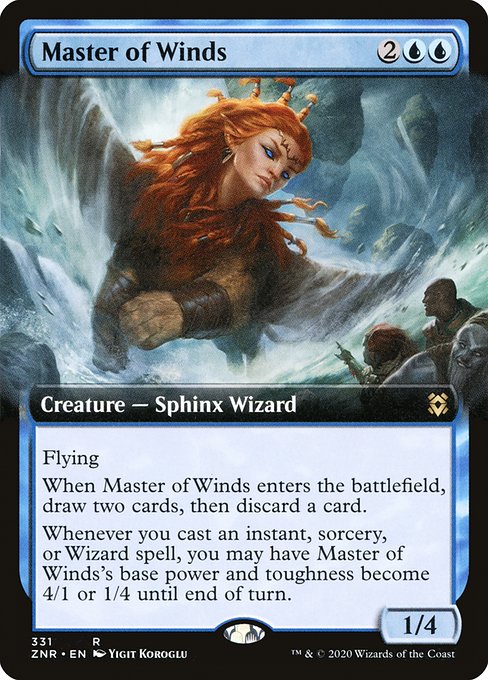 Master of Winds 2
Creature — Sphinx Wizard
Flying
When Master of Winds enters the battlefield,
draw two cards, then discard a card.
Whenever you cast an instant, sorcery,
or Wizard spell, you may have Master of
Winds's base power and toughness become
4/1 or 1/4 until end of turn.
1/4
331 R
ZNR • EN Yigit Koroglu
™ & © 2020 Wizards of the Coast